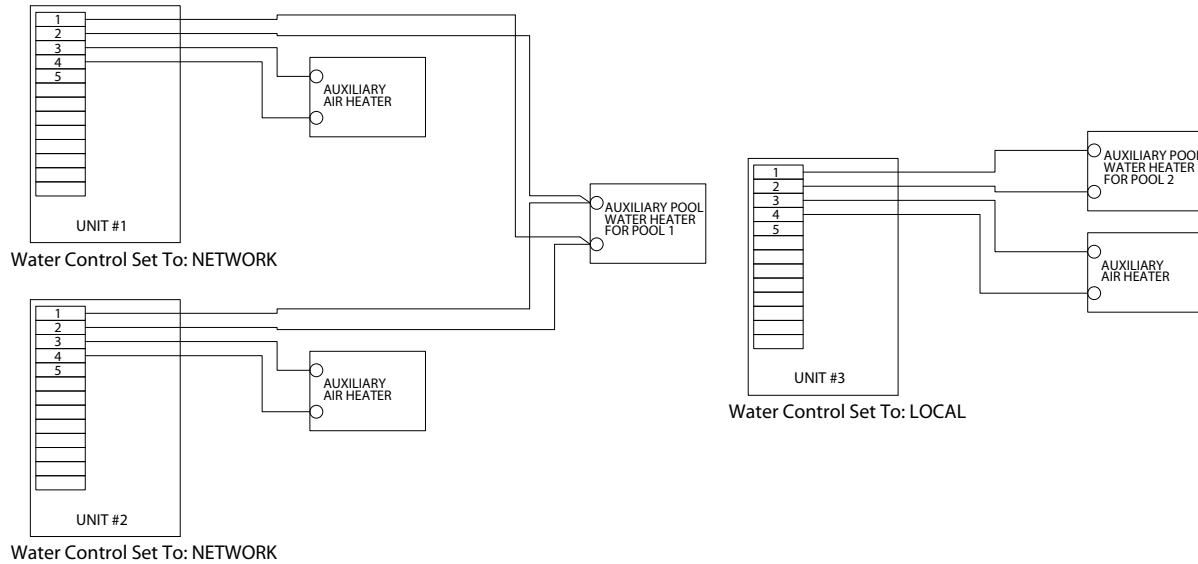 1
2
3
4
5
UNIT #1
Water Control Set To: NETWORK
AUXILIARY
AIR HEATER
1
2
3
4
5
UNIT #2
Water Control Set To: NETWORK
AUXILIARY
AIR HEATER
AUXILIARY POOL
WATER HEATER
FOR POOL 1
1
2
3
4
5
UNIT #3
Water Control Set To: LOCAL
AUXILIARY POOL
WATER HEATER
FOR POOL 2
AUXILIARY
AIR HEATER